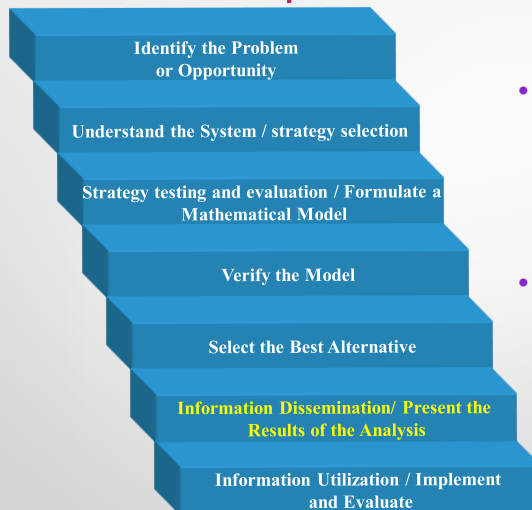 Identify the Problem
or Opportunity
Understand the System / strategy selection
Strategy testing and evaluation / Formulate a
Mathematical Model
Verify the Model
Select the Best Alternative
Information Dissemination/ Present the
Results of the Analysis
Information Utilization / Implement
and Evaluate